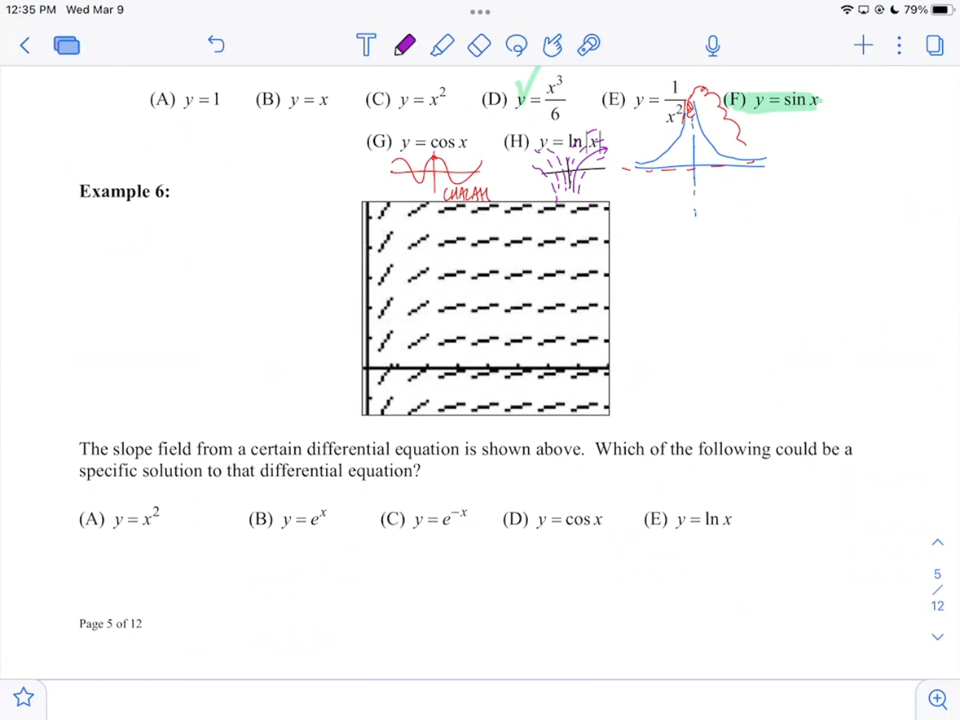 12:35 PM Wed Mar 9 79%
(A) y = 1 (B) y = x (C) y = x² (D) y = x³/6 (E) y = 1/x² (F) y = sin x
(G) y = cos x (H) y = ln|x|
Example 6:
The slope field from a certain differential equation is shown above. Which of the following could be a
specific solution to that differential equation?
(A) y = x² (B) y = eˣ (C) y = e⁻ˣ (D) y = cos x (E) y = ln x
5
/
12
Page 5 of 12